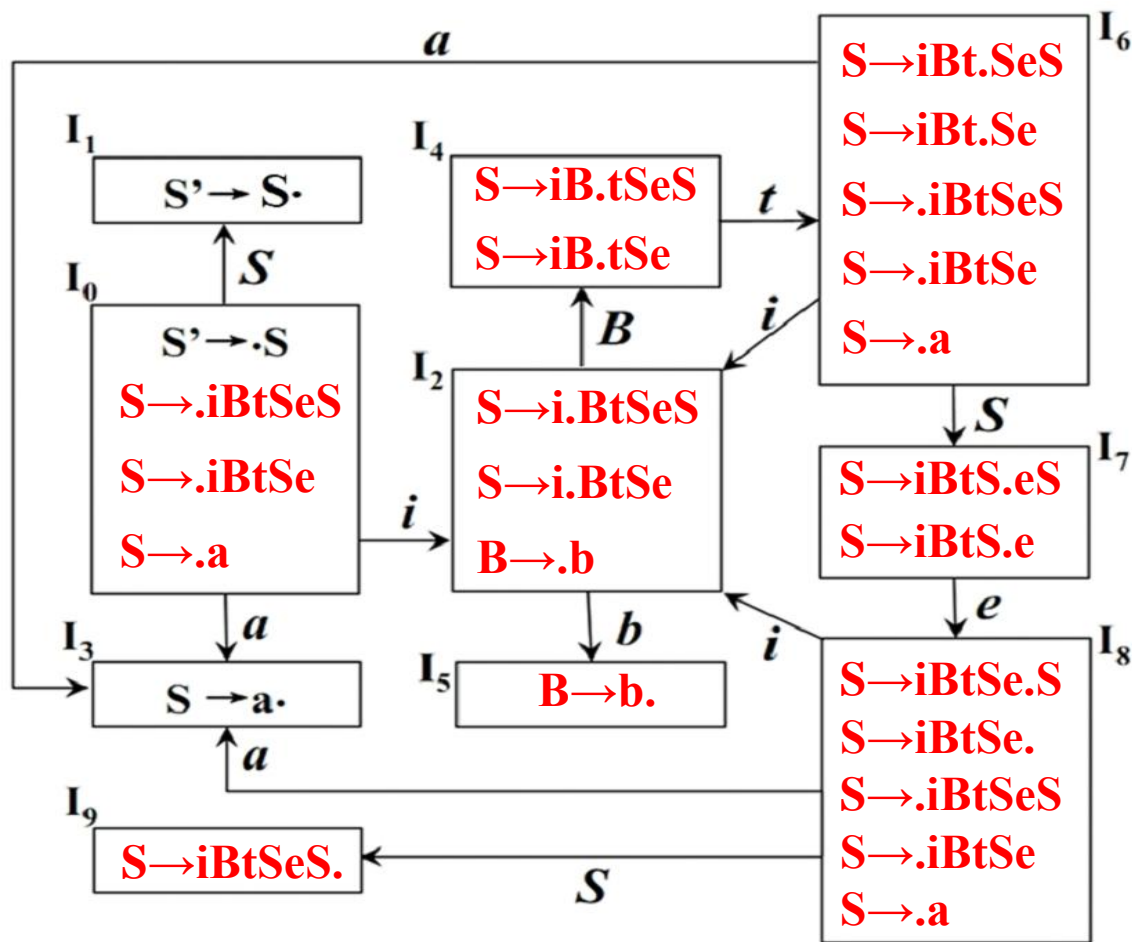 a
I6
S→iBt.SeS
S→iBt.Se
S→.iBtSeS
S→.iBtSe
S→.a
I1
S’→S·
S
I4
S→iB.tSeS
S→iB.tSe
t
I0
S’→·S
S→.iBtSeS
S→.iBtSe
S→.a
i
B
i
I2
S→i.BtSeS
S→i.BtSe
B→.b
S
I7
S→iBtS.eS
S→iBtS.e
a
b
i
e
I3
S→a·
I5
B→b.
I8
S→iBtSe.S
S→iBtSe.
S→.iBtSeS
S→.iBtSe
S→.a
a
I9
S→iBtSeS.
S